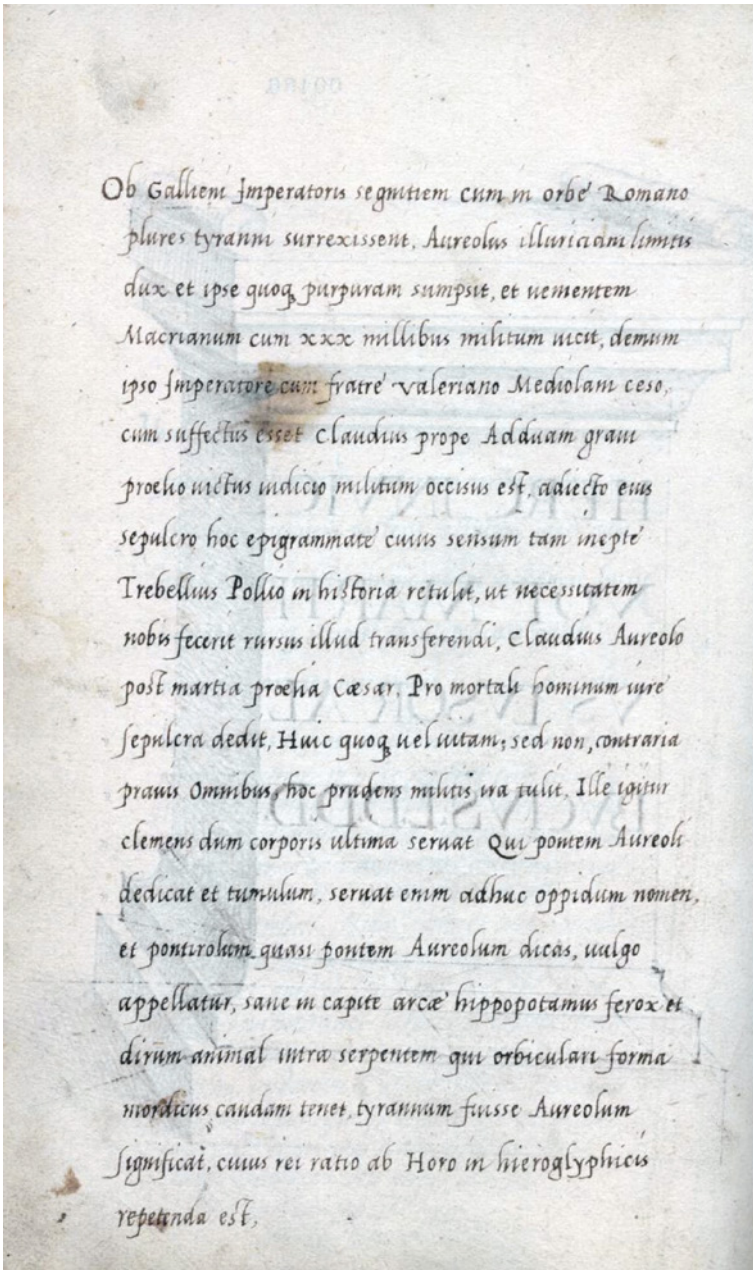 Ob Gallieni Imperatoris segnitiem cum in orbe Romano
plures tyranni surrexissent, Aureolus illuriciani limitis
dux et ipse quoqꝫ purpuram sumpsit, et uementem
Macrianum cum xxx millibus militum uicit, demum
ipso Imperatore cum fratre Valeriano Mediolani ceso,
cum suffectus esset Claudius prope Adduam graui
proelio uictus iudicio militum occisus est, adiecto eius
sepulcro hoc epigrammate cuius sensum tam inepte
Trebellius Pollio in historia retulit, ut necessitatem
nobis fecerit rursus illud transferendi, Claudius Aureolo
post martia proelia Cæsar. Pro mortali hominum iure
sepulcra dedit, Huic quoqꝫ uel uitam; sed non, contraria
prauis Omnibus, hoc prudens militis ira tulit. Ille igitur
clemens dum corporis ultima seruat Qui pontem Aureoli
dedicat et tumulum, seruat enim adhuc oppidum nomen,
et pontirolum quasi pontem Aureolum dicas, uulgo
appellatur, sane in capite arcæ hippopotamus ferox et
dirum animal intra serpentem qui orbiculari forma
mordicus caudam tenet, tyrannum fuisse Aureolum
significat, cuius rei ratio ab Horo in hieroglyphicis
repetenda est,